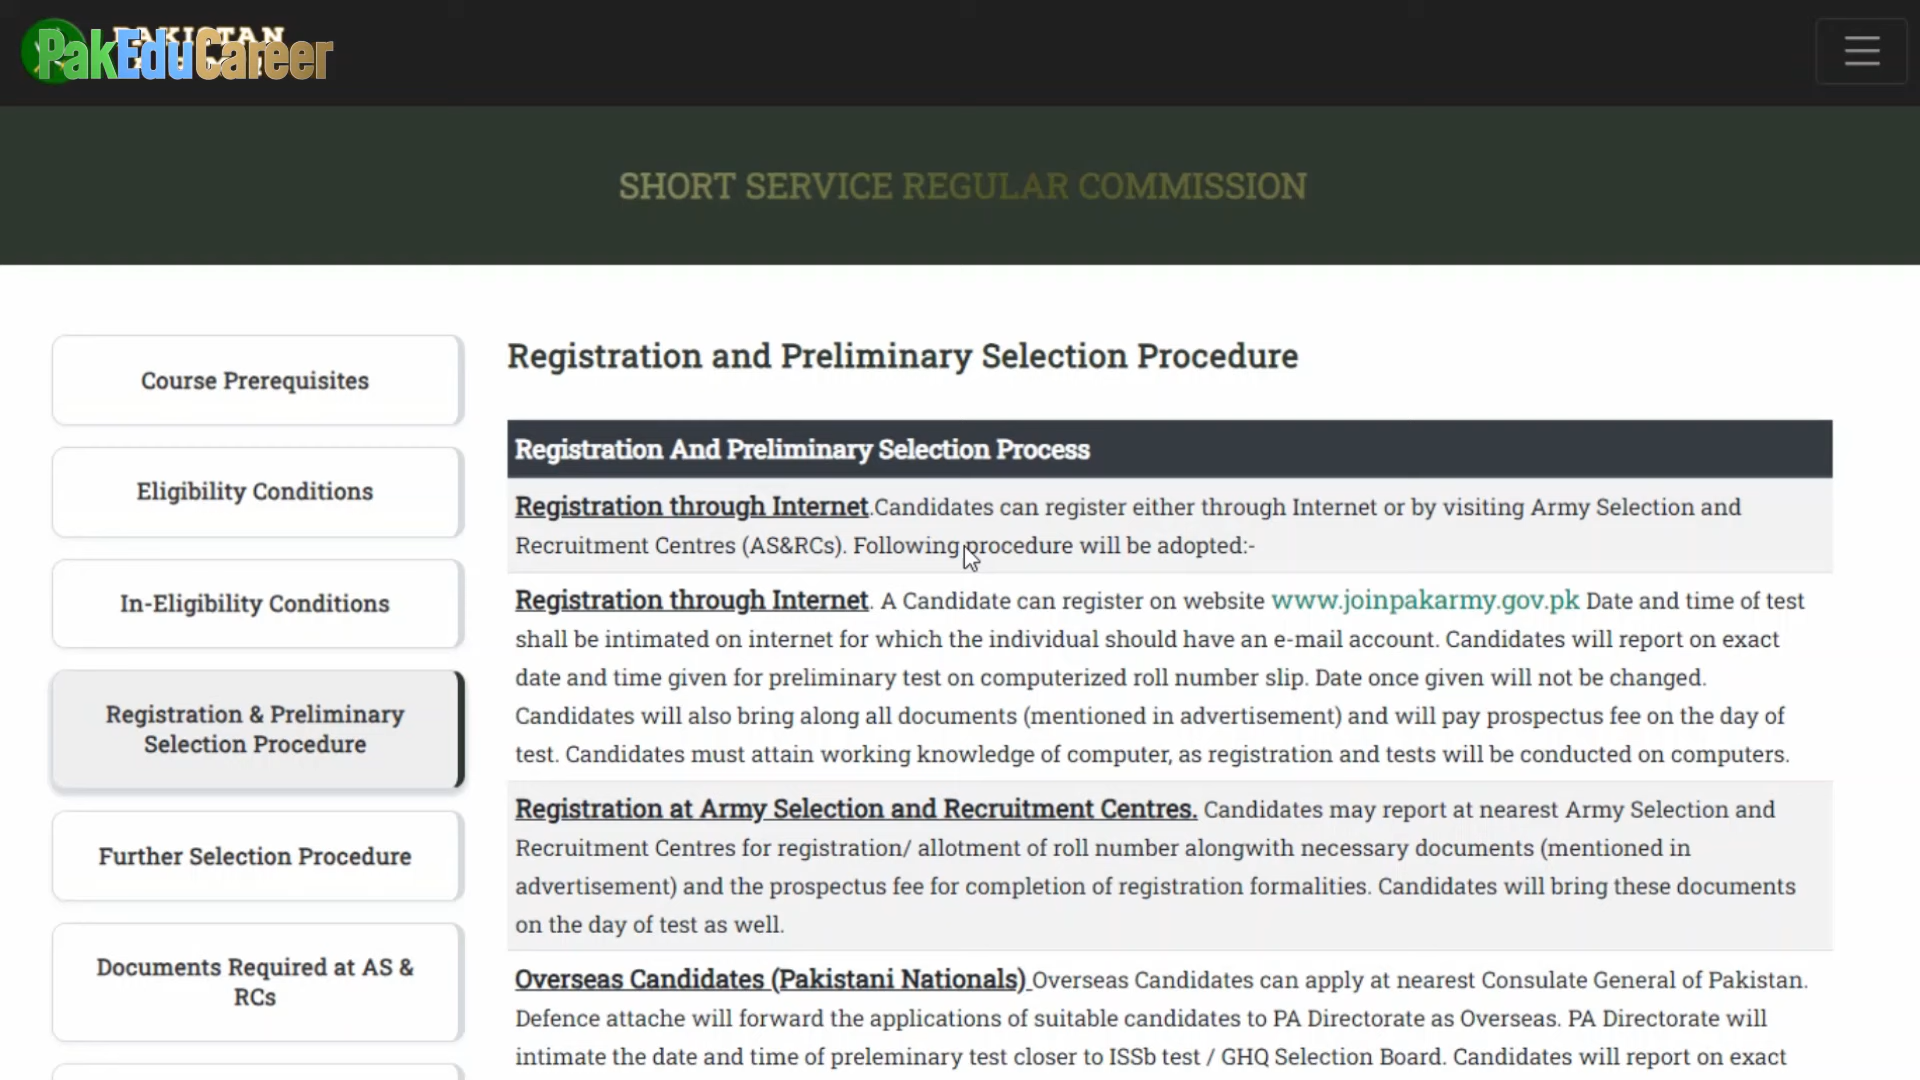 PAKISTAN
PakEduCareer
SHORT SERVICE REGULAR COMMISSION
Course Prerequisites
Eligibility Conditions
In-Eligibility Conditions
Registration & Preliminary
Selection Procedure
Further Selection Procedure
Documents Required at AS &
RCs
Registration and Preliminary Selection Procedure
Registration And Preliminary Selection Process
Registration through Internet.Candidates can register either through Internet or by visiting Army Selection and
Recruitment Centres (AS&RCs). Following procedure will be adopted:-
Registration through Internet. A Candidate can register on website www.joinpakarmy.gov.pk Date and time of test
shall be intimated on internet for which the individual should have an e-mail account. Candidates will report on exact
date and time given for preliminary test on computerized roll number slip. Date once given will not be changed.
Candidates will also bring along all documents (mentioned in advertisement) and will pay prospectus fee on the day of
test. Candidates must attain working knowledge of computer, as registration and tests will be conducted on computers.
Registration at Army Selection and Recruitment Centres. Candidates may report at nearest Army Selection and
Recruitment Centres for registration/ allotment of roll number alongwith necessary documents (mentioned in
advertisement) and the prospectus fee for completion of registration formalities. Candidates will bring these documents
on the day of test as well.
Overseas Candidates (Pakistani Nationals) Overseas Candidates can apply at nearest Consulate General of Pakistan.
Defence attache will forward the applications of suitable candidates to PA Directorate as Overseas. PA Directorate will
intimate the date and time of preleminary test closer to ISSb test / GHQ Selection Board. Candidates will report on exact